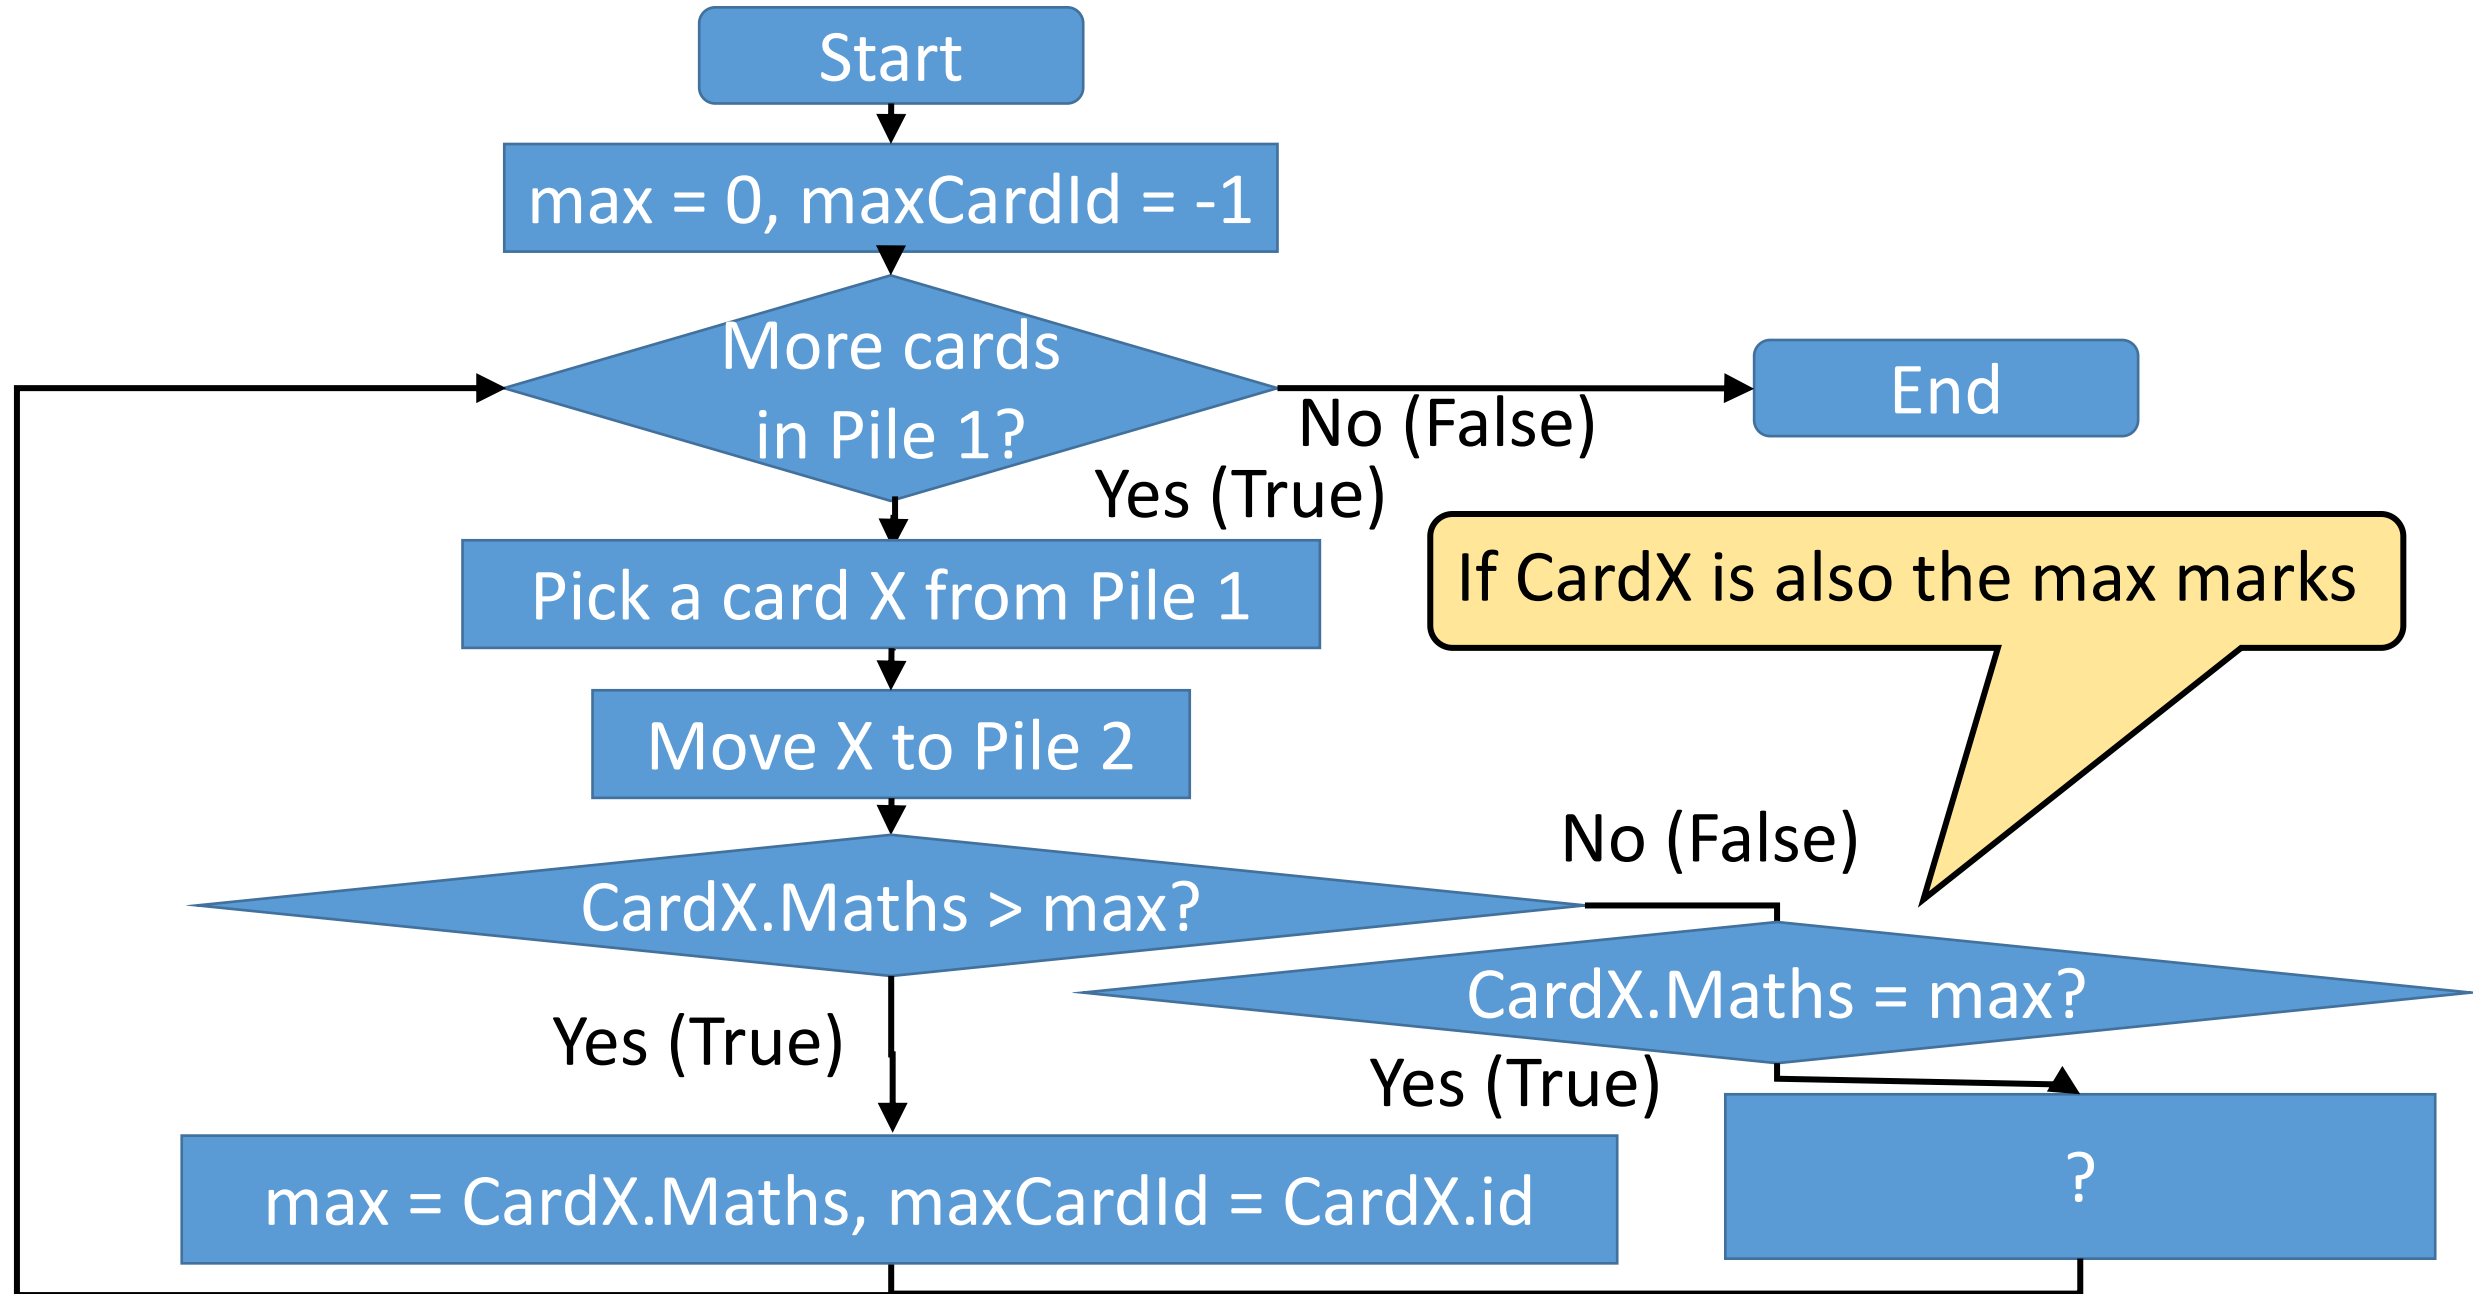 Start
max = 0, maxCardId = -1
More cards
in Pile 1?
No (False)
End
Yes (True)
Pick a card X from Pile 1
If CardX is also the max marks
Move X to Pile 2
No (False)
CardX.Maths > max?
CardX.Maths = max?
Yes (True)
Yes (True)
max = CardX.Maths, maxCardId = CardX.id
?